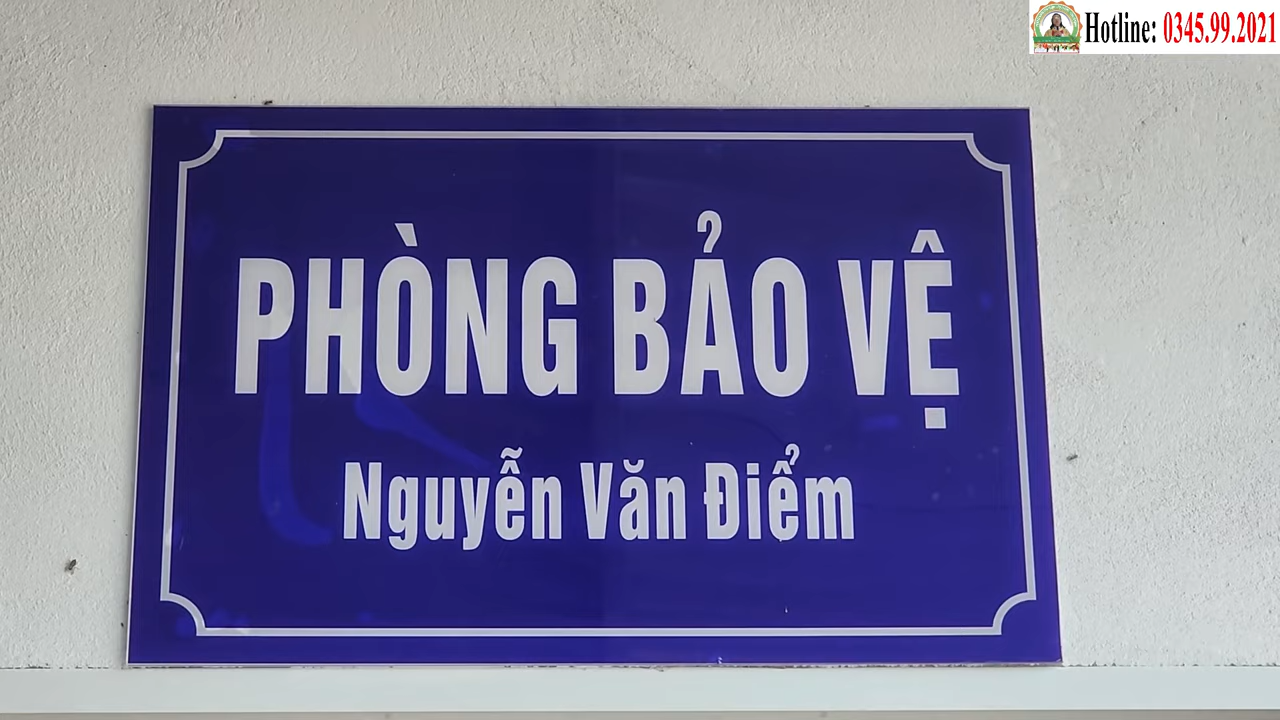 Hotline: 0345.99.2021
PHÒNG BẢO VỆ
Nguyễn Văn Điểm